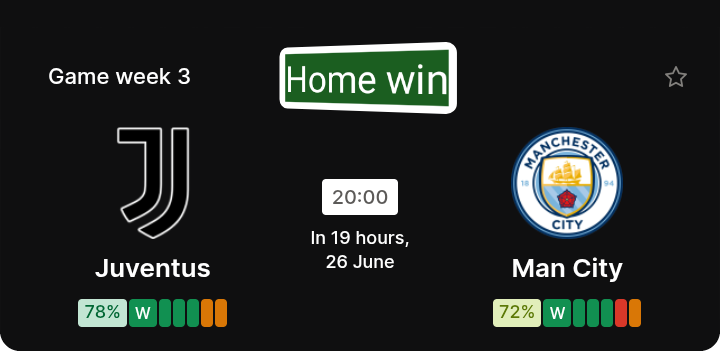 Game week 3
Home win
MANCHESTER
18 94
CITY
20:00
In 19 hours,
26 June
Juventus
Man City
78% W
72% W